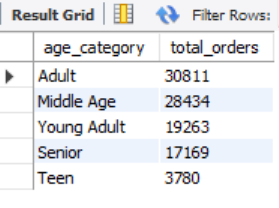 Result Grid Filter Rows:
age_category total_orders
Adult 30811
Middle Age 28434
Young Adult 19263
Senior 17169
Teen 3780